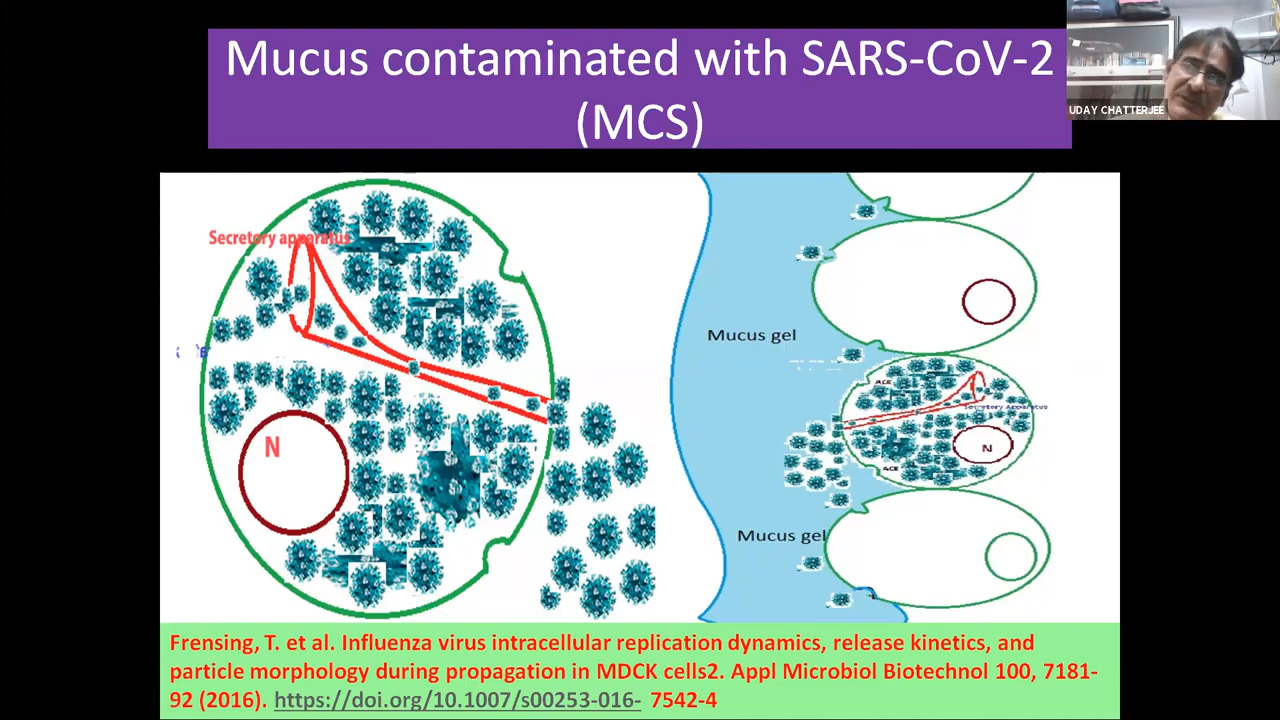 Mucus contaminated with SARS-CoV-2
(MCS)
UDAY CHATTERJEE
Secretory apparatus
N
Mucus gel
ACE
Secretory Apparatus
N
ACE
Mucus gel
Frensing, T. et al. Influenza virus intracellular replication dynamics, release kinetics, and
particle morphology during propagation in MDCK cells2. Appl Microbiol Biotechnol 100, 7181-
92 (2016). https://doi.org/10.1007/s00253-016- 7542-4